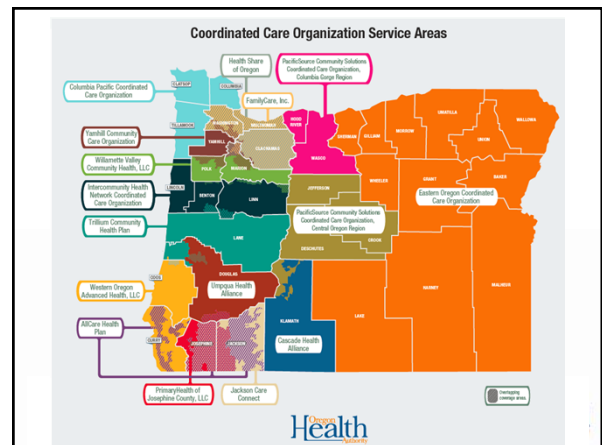 Coordinated Care Organization Service Areas
Health Share
of Oregon
PacificSource Community Solutions
Coordinated Care Organization,
Columbia Gorge Region
Columbia Pacific Coordinated
Care Organization
FamilyCare, Inc.
CLATSOP
COLUMBIA
TILLAMOOK
WASHINGTON
MULTNOMAH
HOOD
RIVER
SHERMAN
GILLIAM
MORROW
UMATILLA
WALLOWA
UNION
Yamhill Community
Care Organization
YAMHILL
CLACKAMAS
WASCO
Willamette Valley
Community Health, LLC
POLK
MARION
BAKER
Intercommunity Health
Network Coordinated
Care Organization
LINCOLN
BENTON
LINN
JEFFERSON
WHEELER
GRANT
Eastern Oregon Coordinated
Care Organization
Trillium Community
Health Plan
LANE
PacificSource Community Solutions
Coordinated Care Organization,
Central Oregon Region
CROOK
DESCHUTES
Western Oregon
Advanced Health, LLC
COOS
DOUGLAS
Umpqua Health
Alliance
LAKE
HARNEY
MALHEUR
AllCare Health
Plan
CURRY
JOSEPHINE
JACKSON
KLAMATH
Cascade Health
Alliance
PrimaryHealth of
Josephine County, LLC
Jackson Care
Connect
Overlapping
coverage areas
Oregon
Health
Authority